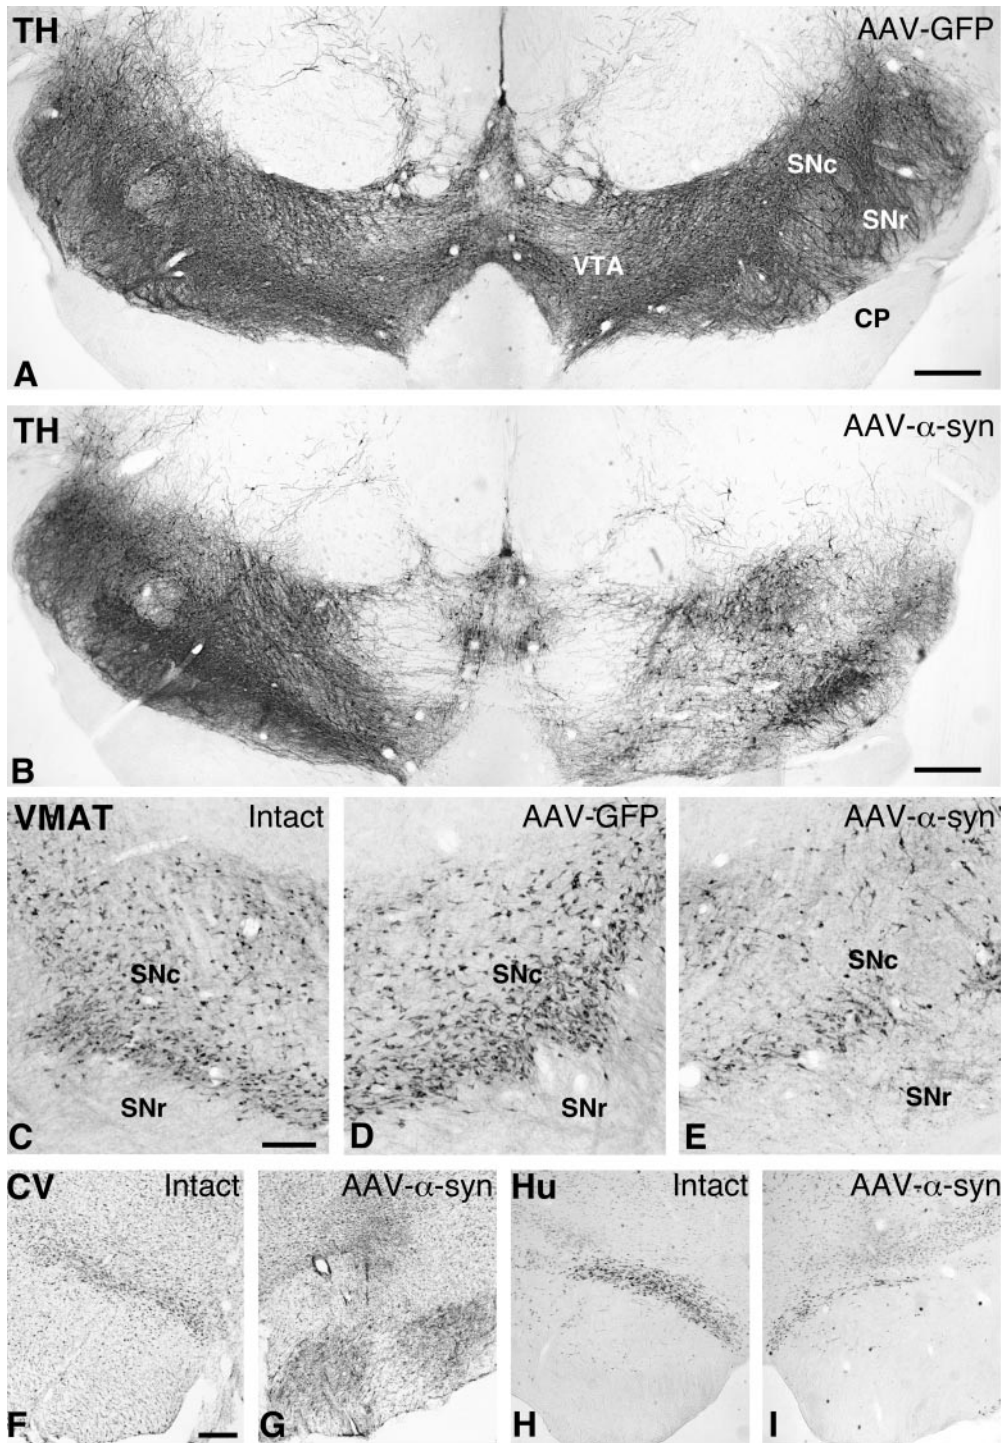 TH AAV-GFP
SNc
SNr
VTA
CP
A
TH AAV-α-syn
B
VMAT Intact
SNc
SNr
C
AAV-GFP
SNc
SNr
D
AAV-α-syn
SNc
SNr
E
CV Intact
F
AAV-α-syn
G
Hu Intact
H
AAV-α-syn
I